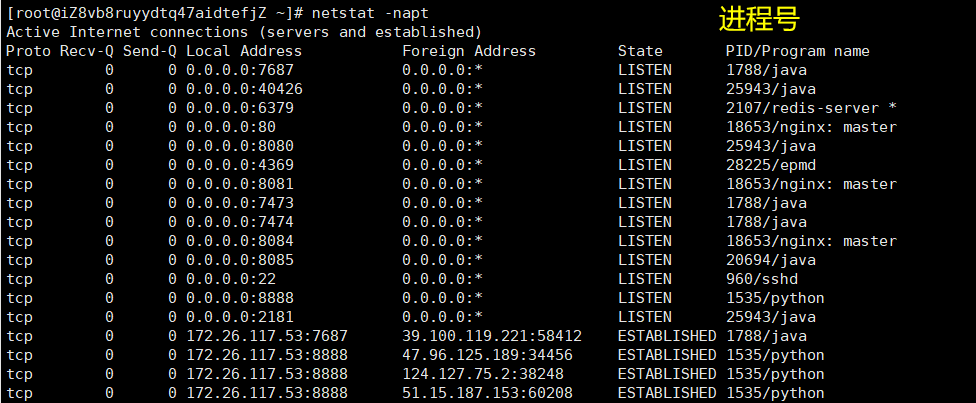 [root@iZ8vb8ruyydtq47aidtefjZ ~]# netstat -napt
进程号
Active Internet connections (servers and established)
Proto Recv-Q Send-Q Local Address Foreign Address State PID/Program name
tcp 0 0 0.0.0.0:7687 0.0.0.0:* LISTEN 1788/java
tcp 0 0 0.0.0.0:40426 0.0.0.0:* LISTEN 25943/java
tcp 0 0 0.0.0.0:6379 0.0.0.0:* LISTEN 2107/redis-server *
tcp 0 0 0.0.0.0:80 0.0.0.0:* LISTEN 18653/nginx: master
tcp 0 0 0.0.0.0:8080 0.0.0.0:* LISTEN 25943/java
tcp 0 0 0.0.0.0:4369 0.0.0.0:* LISTEN 28225/epmd
tcp 0 0 0.0.0.0:8081 0.0.0.0:* LISTEN 18653/nginx: master
tcp 0 0 0.0.0.0:7473 0.0.0.0:* LISTEN 1788/java
tcp 0 0 0.0.0.0:7474 0.0.0.0:* LISTEN 1788/java
tcp 0 0 0.0.0.0:8084 0.0.0.0:* LISTEN 18653/nginx: master
tcp 0 0 0.0.0.0:8085 0.0.0.0:* LISTEN 20694/java
tcp 0 0 0.0.0.0:22 0.0.0.0:* LISTEN 960/sshd
tcp 0 0 0.0.0.0:8888 0.0.0.0:* LISTEN 1535/python
tcp 0 0 0.0.0.0:2181 0.0.0.0:* LISTEN 25943/java
tcp 0 0 172.26.117.53:7687 39.100.119.221:58412 ESTABLISHED 1788/java
tcp 0 0 172.26.117.53:8888 47.96.125.189:34456 ESTABLISHED 1535/python
tcp 0 0 172.26.117.53:8888 124.127.75.2:38248 ESTABLISHED 1535/python
tcp 0 0 172.26.117.53:8888 51.15.187.153:60208 ESTABLISHED 1535/python